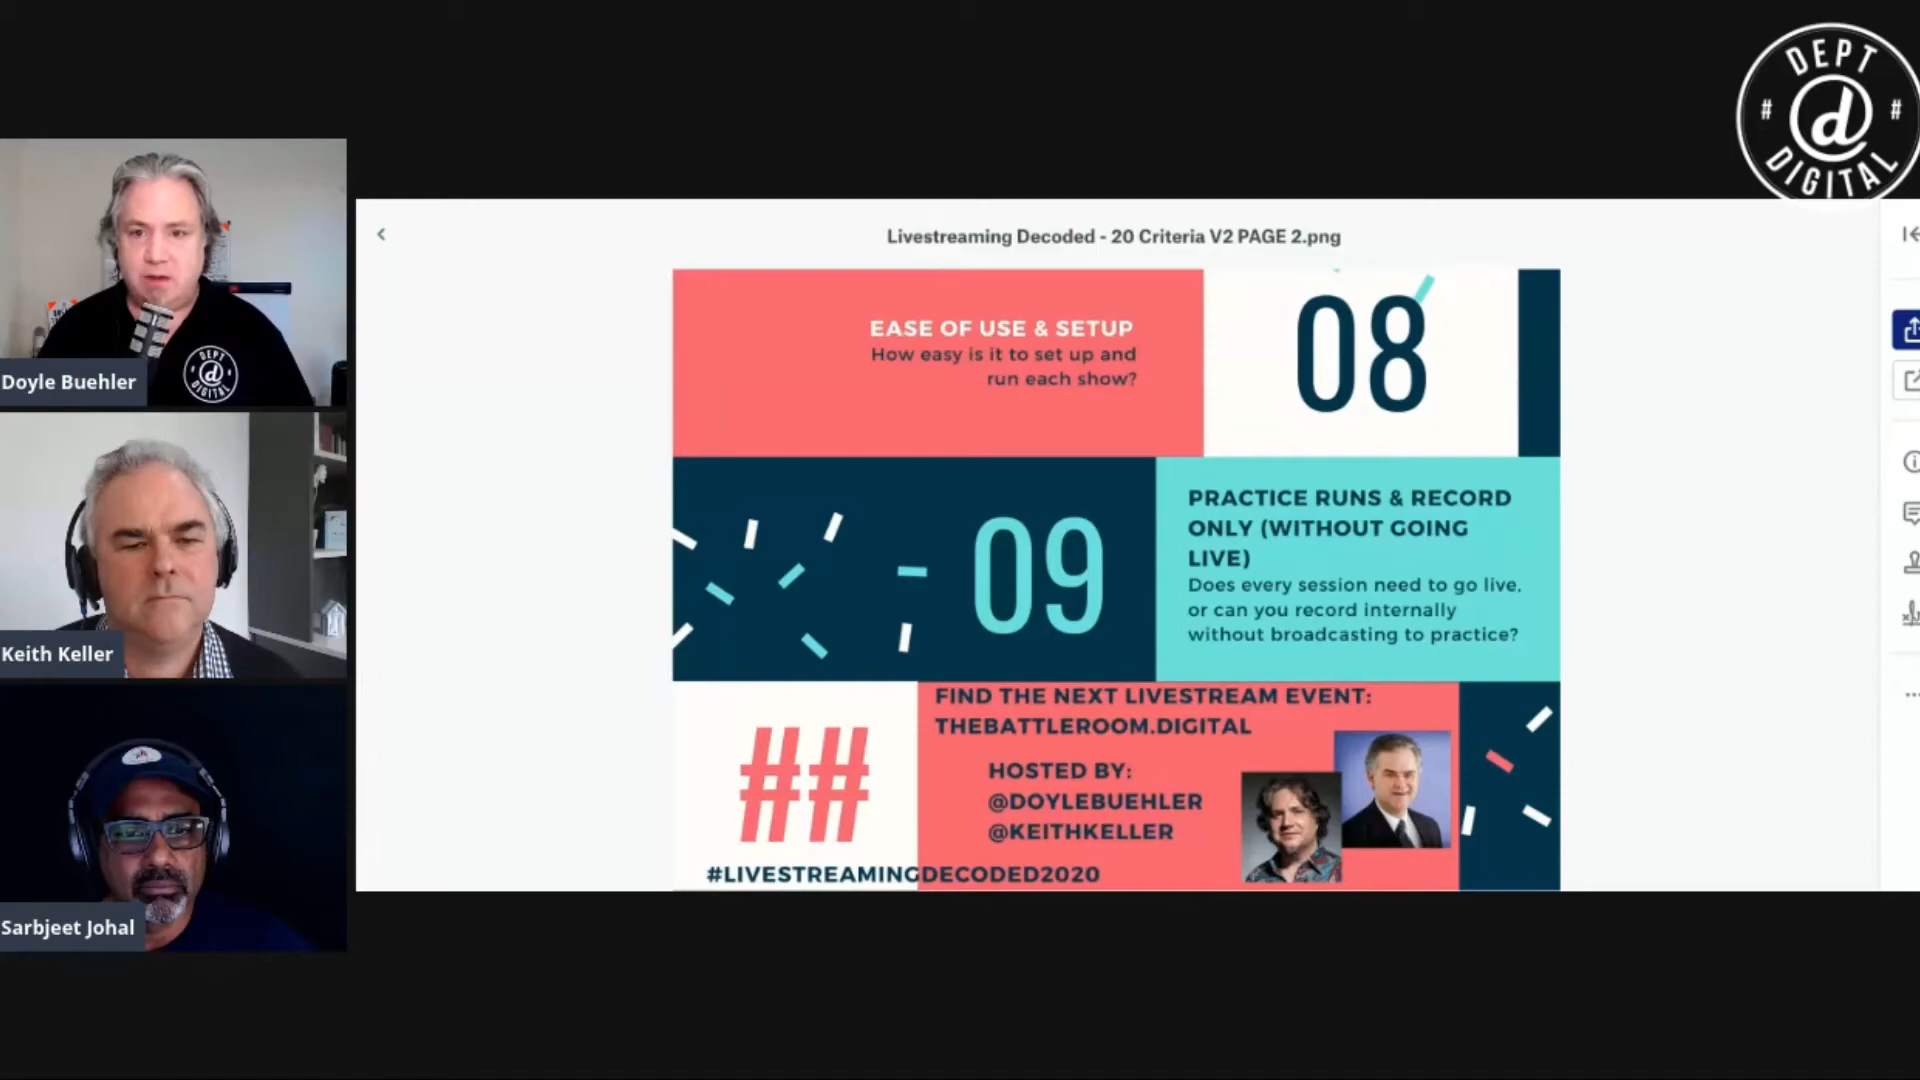 DEPT
# @d #
DIGITAL
Doyle Buehler
DEPT
@d
DIGITAL
Keith Keller
Sarbjeet Johal
Livestreaming Decoded - 20 Criteria V2 PAGE 2.png
EASE OF USE & SETUP
How easy is it to set up and
run each show?
08
09
PRACTICE RUNS & RECORD
ONLY (WITHOUT GOING
LIVE)
Does every session need to go live,
or can you record internally
without broadcasting to practice?
##
FIND THE NEXT LIVESTREAM EVENT:
THEBATTLEROOM.DIGITAL
HOSTED BY:
@DOYLEBUEHLER
@KEITHKELLER
#LIVESTREAMINGDECODED2020